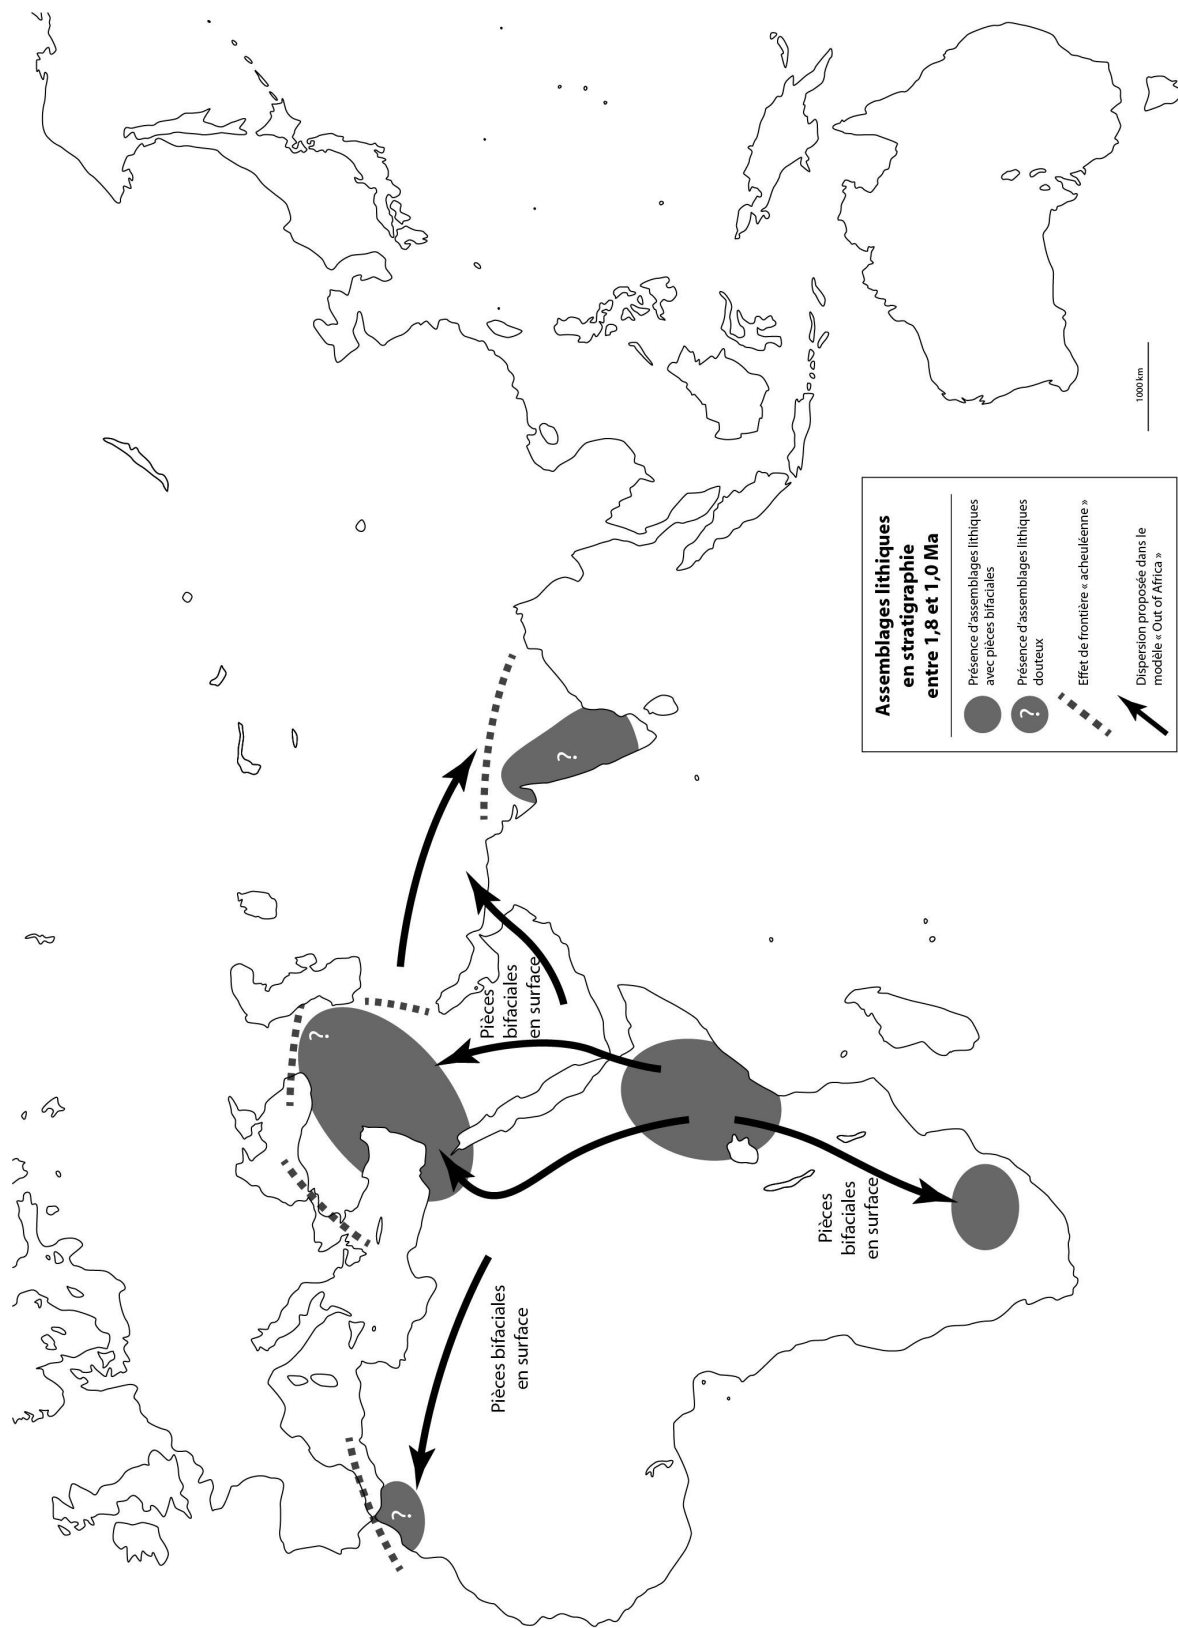 Assemblages lithiques
en stratigraphie
entre 1,8 et 1,0 Ma
Présence d'assemblages lithiques
avec pièces bifaciales
?
Présence d'assemblages lithiques
douteux
Effet de frontière « acheuléenne »
Dispersion proposée dans le
modèle « Out of Africa »
1000 km
?
?
?
Pièces
bifaciales
en surface
Pièces bifaciales
en surface
Pièces
bifaciales
en surface